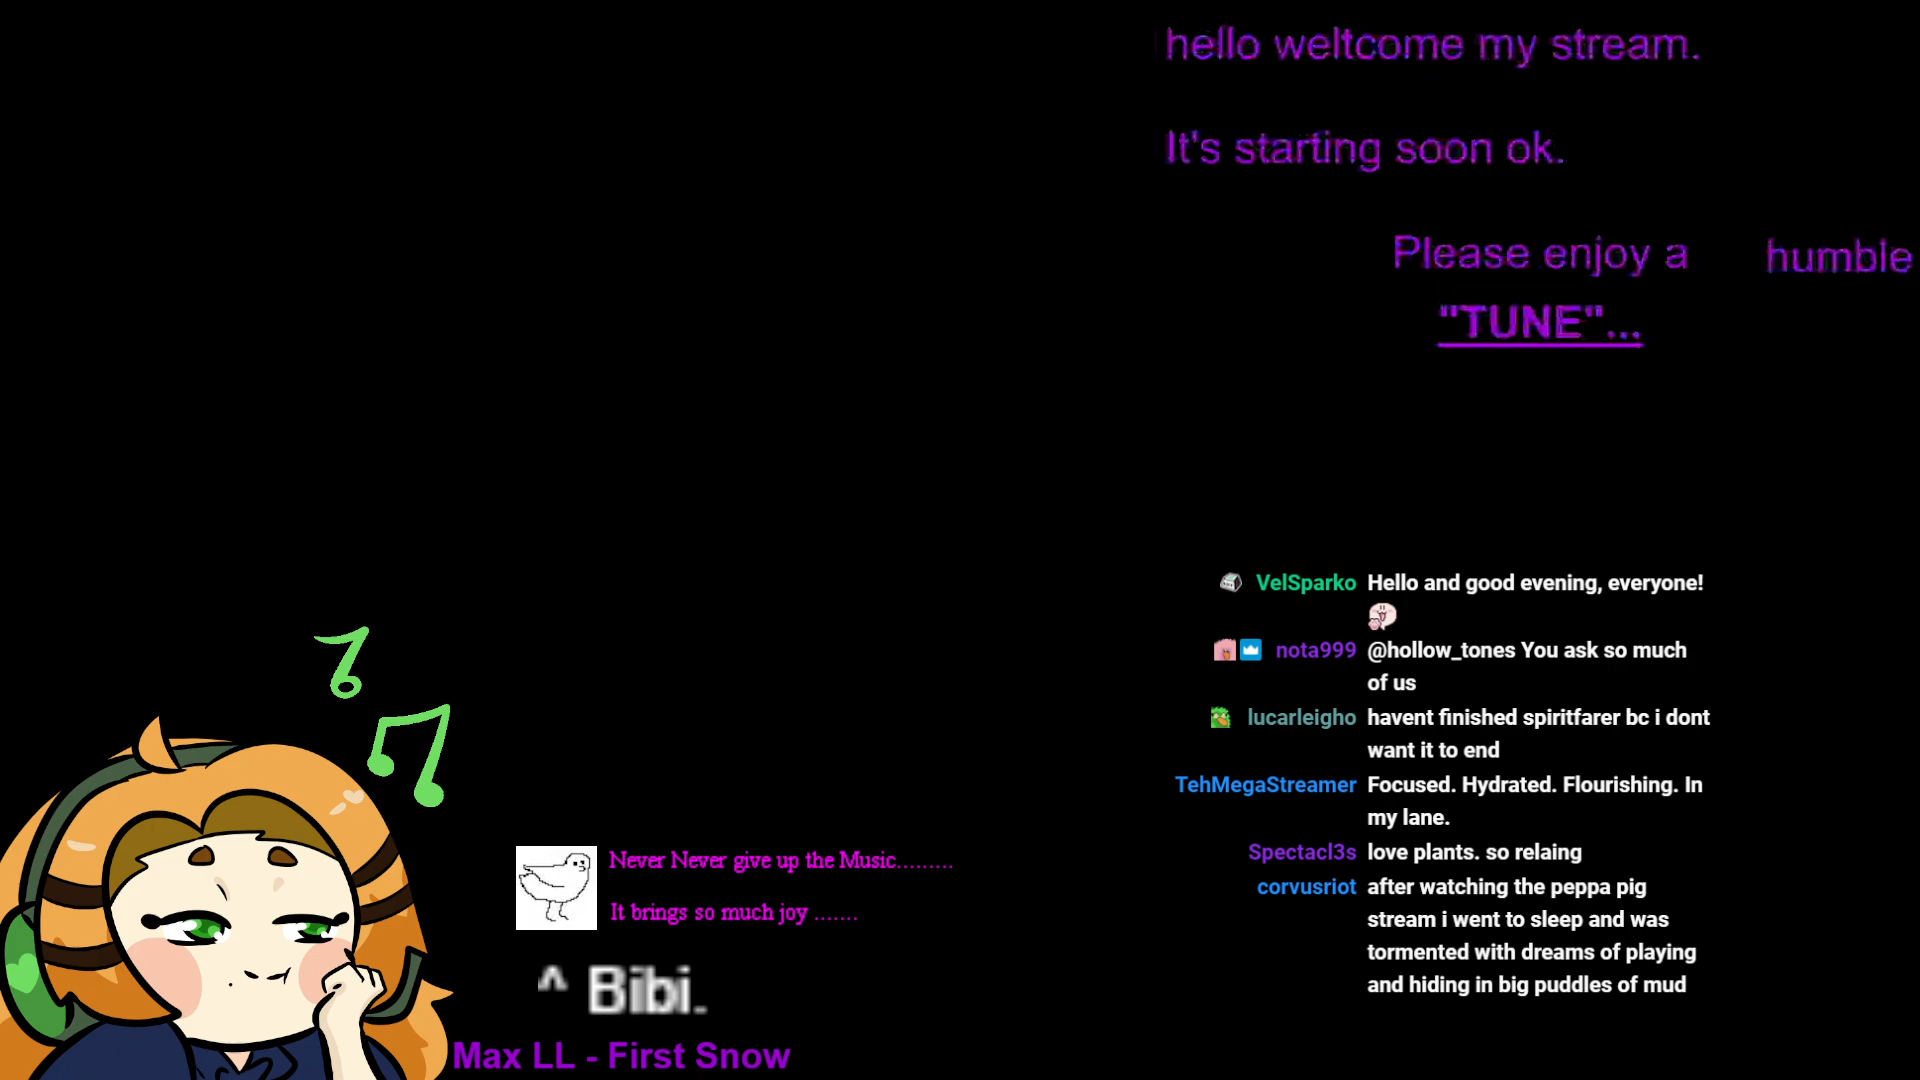 hello weltcome my stream.
It's starting soon ok.
Please enjoy a humble
"TUNE"...
VelSparko Hello and good evening, everyone!
nota999 @hollow_tones You ask so much
of us
lucarleigho havent finished spiritfarer bc i dont
want it to end
TehMegaStreamer Focused. Hydrated. Flourishing. In
my lane.
Spectacl3s love plants. so relaing
corvusriot after watching the peppa pig
stream i went to sleep and was
tormented with dreams of playing
and hiding in big puddles of mud
Never Never give up the Music.........
It brings so much joy .......
^ Bibi.
Max LL - First Snow